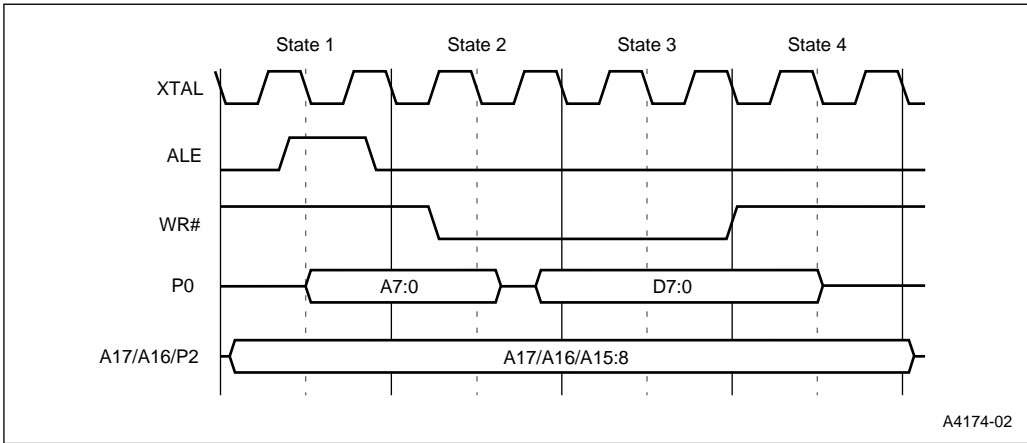 State 1 State 2 State 3 State 4
XTAL
ALE
WR#
P0 A7:0 D7:0
A17/A16/P2 A17/A16/A15:8
A4174-02